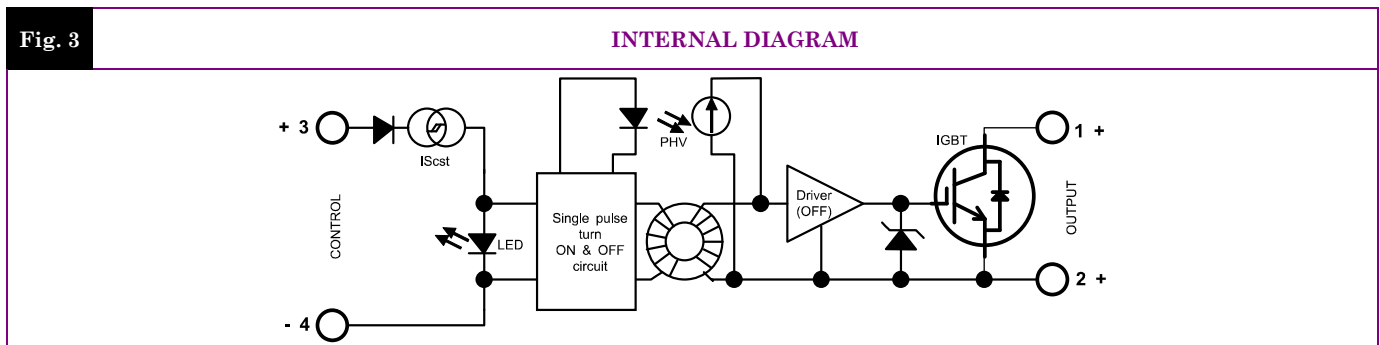 Fig. 3
INTERNAL DIAGRAM
+ 3
IScst
PHV
IGBT
1 +
CONTROL
LED
Single pulse
turn
ON & OFF
circuit
Driver
(OFF)
OUTPUT
2 +
- 4